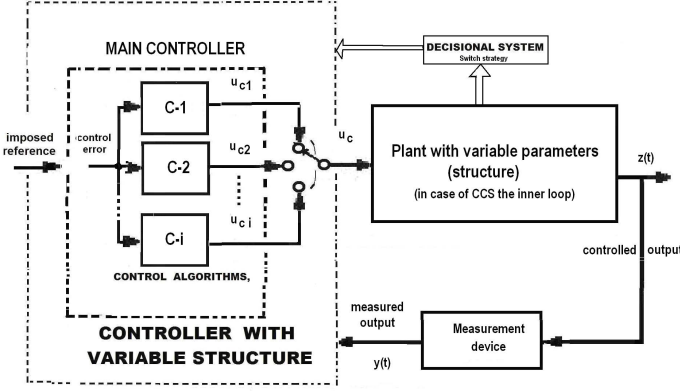 MAIN CONTROLLER
DECISIONAL SYSTEM
Switch strategy
imposed
reference
control
error
C-1
C-2
C-i
u c1
u c2
u c i
u c
CONTROL ALGORITHMS,
CONTROLLER WITH
VARIABLE STRUCTURE
Plant with variable parameters
(structure)
(in case of CCS the inner loop)
z(t)
controlled output
measured
output
y(t)
Measurement
device